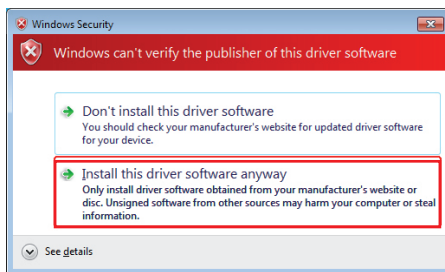 Windows Security
Windows can't verify the publisher of this driver software
Don't install this driver software
You should check your manufacturer's website for updated driver software
for your device.
Install this driver software anyway
Only install driver software obtained from your manufacturer's website or
disc. Unsigned software from other sources may harm your computer or steal
information.
See details